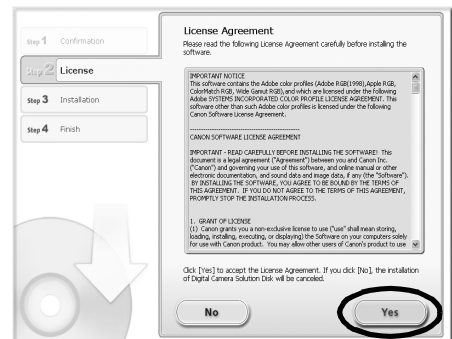 Step 1 Confirmation
Step 2 License
Step 3 Installation
Step 4 Finish
License Agreement
Please read the following License Agreement carefully before installing the
software.
IMPORTANT NOTICE
This software contains the Adobe color profiles (Adobe RGB(1998),Apple RGB,
ColorMatch RGB, Wide Gamut RGB),and which are licensed under the following
Adobe SYSTEMS INCORPORATED COLOR PROFILE LICENSE AGREEMENT. This
software other than such Adobe color profiles is licensed under the following
Canon Software License Agreement.
CANON SOFTWARE LICENSE AGREEMENT
IMPORTANT - READ CAREFULLY BEFORE INSTALLING THE SOFTWARE! This
document is a legal agreement ("Agreement") between you and Canon Inc.
("Canon") and governing your use of this software, and online manual or other
electronic documentation, and sound data and image data, if any (the "Software").
BY INSTALLING THE SOFTWARE, YOU AGREE TO BE BOUND BY THE TERMS OF
THIS AGREEMENT. IF YOU DO NOT AGREE TO THE TERMS OF THIS AGREEMENT,
PROMPTLY STOP THE INSTALLATION PROCESS.
1. GRANT OF LICENSE
(1) Canon grants you a non-exclusive license to use ("use" shall mean storing,
loading, installing, executing, or displaying) the Software on your computers solely
for use with Canon product. You may allow other users of Canon's product to use
Click [Yes] to accept the License Agreement. If you click [No], the installation
of Digital Camera Solution Disk will be canceled.
No
Yes